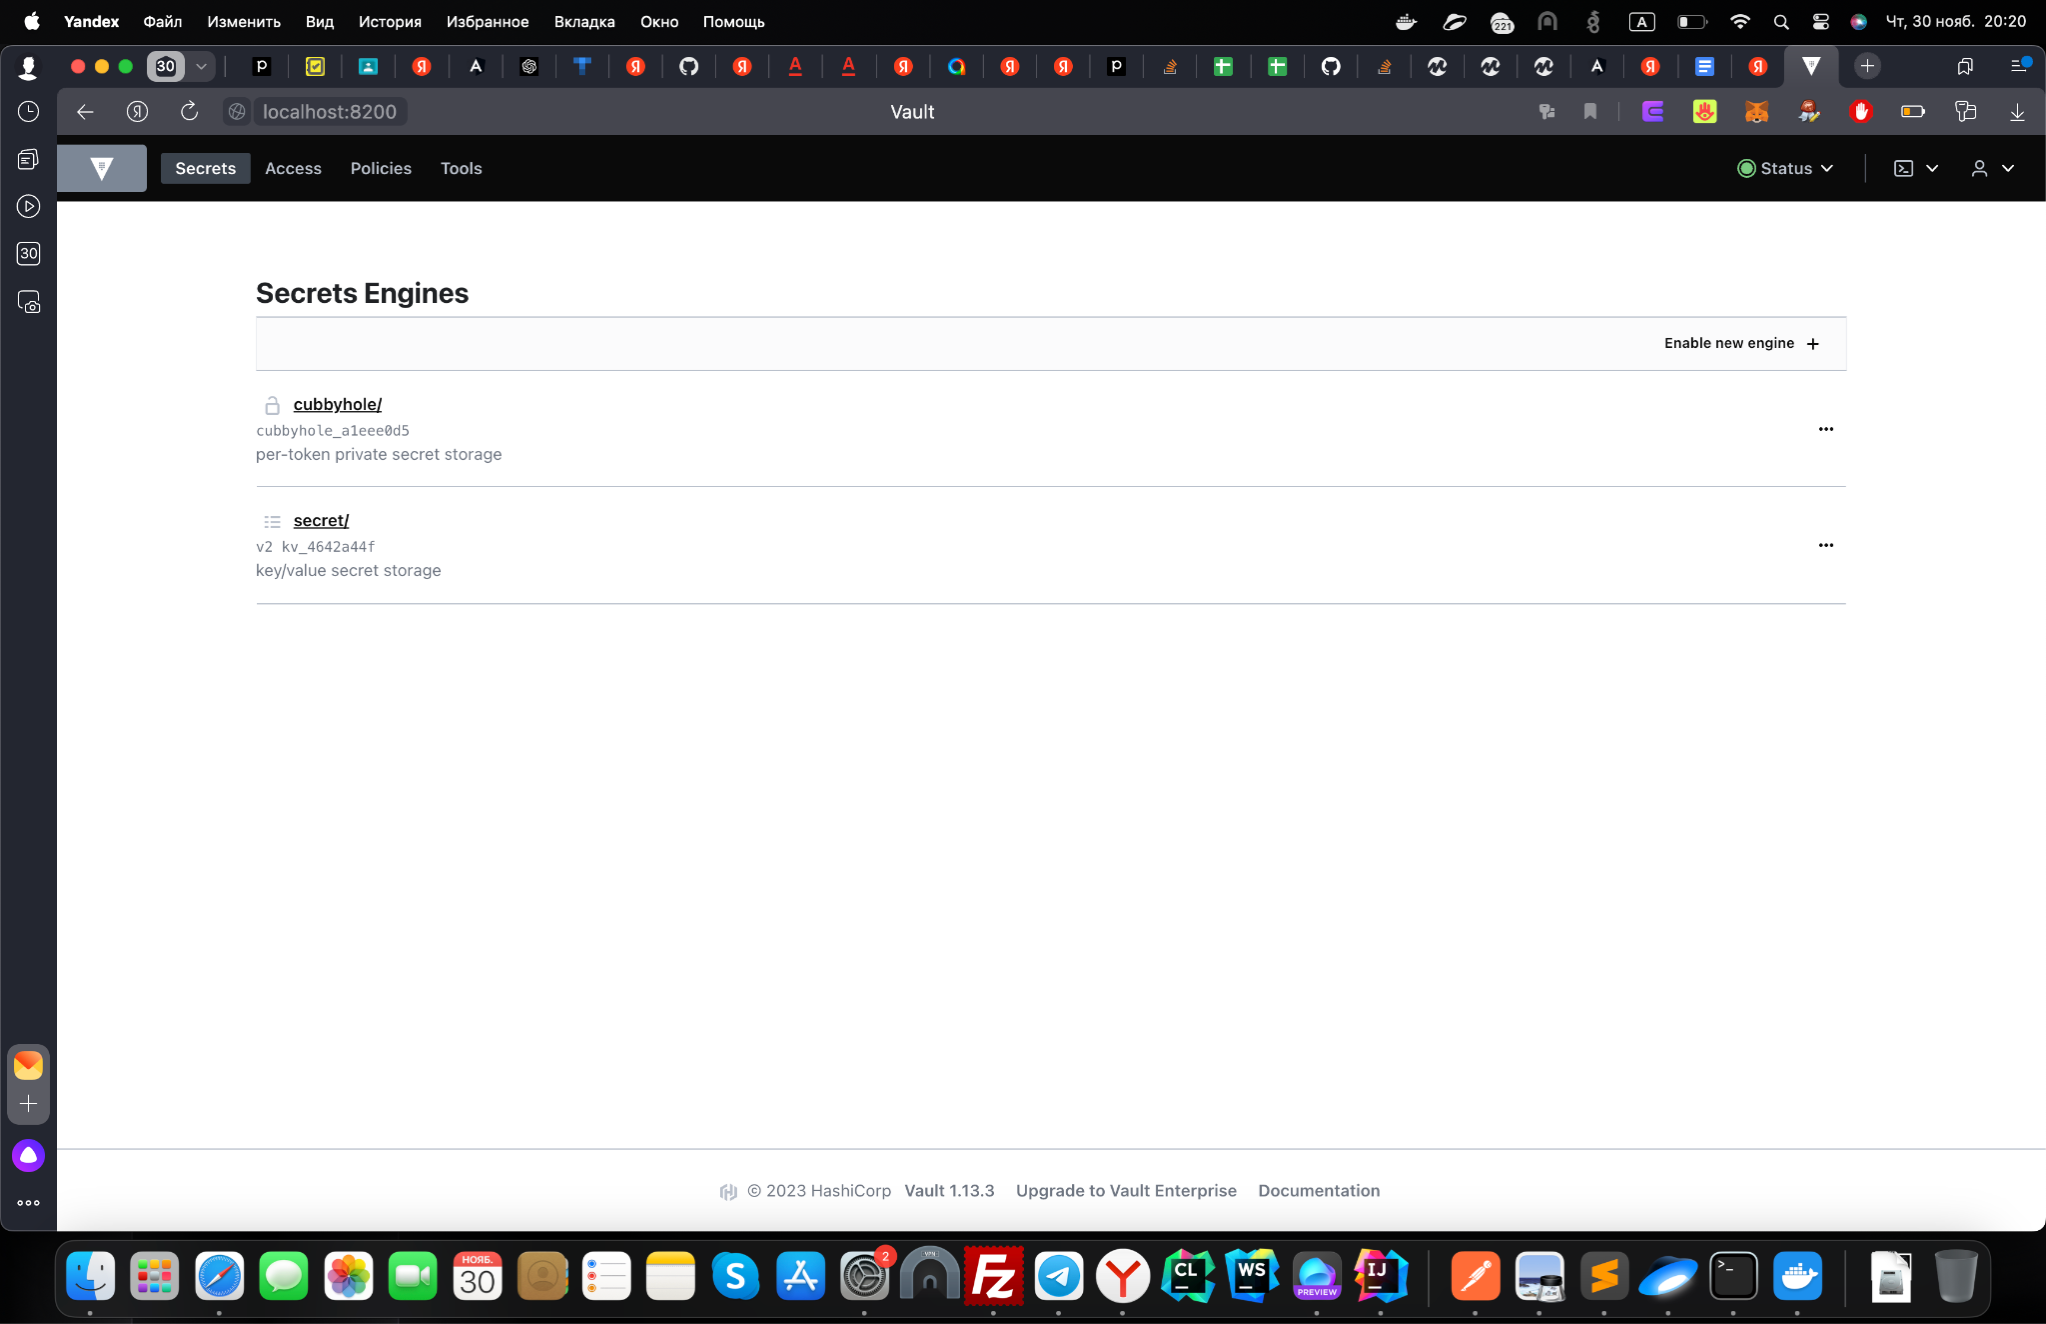 Yandex Файл Изменить Вид История Избранное Вкладка Окно Помощь 221 A Чт, 30 нояб. 20:20
30
localhost:8200 Vault
30
Secrets Access Policies Tools Status
Secrets Engines
Enable new engine
cubbyhole/
cubbyhole_a1eee0d5
per-token private secret storage
secret/
v2 kv_4642a44f
key/value secret storage
© 2023 HashiCorp Vault 1.13.3 Upgrade to Vault Enterprise Documentation
НОЯБ.
30
2
VPN
CL
WS
PREVIEW
IJ